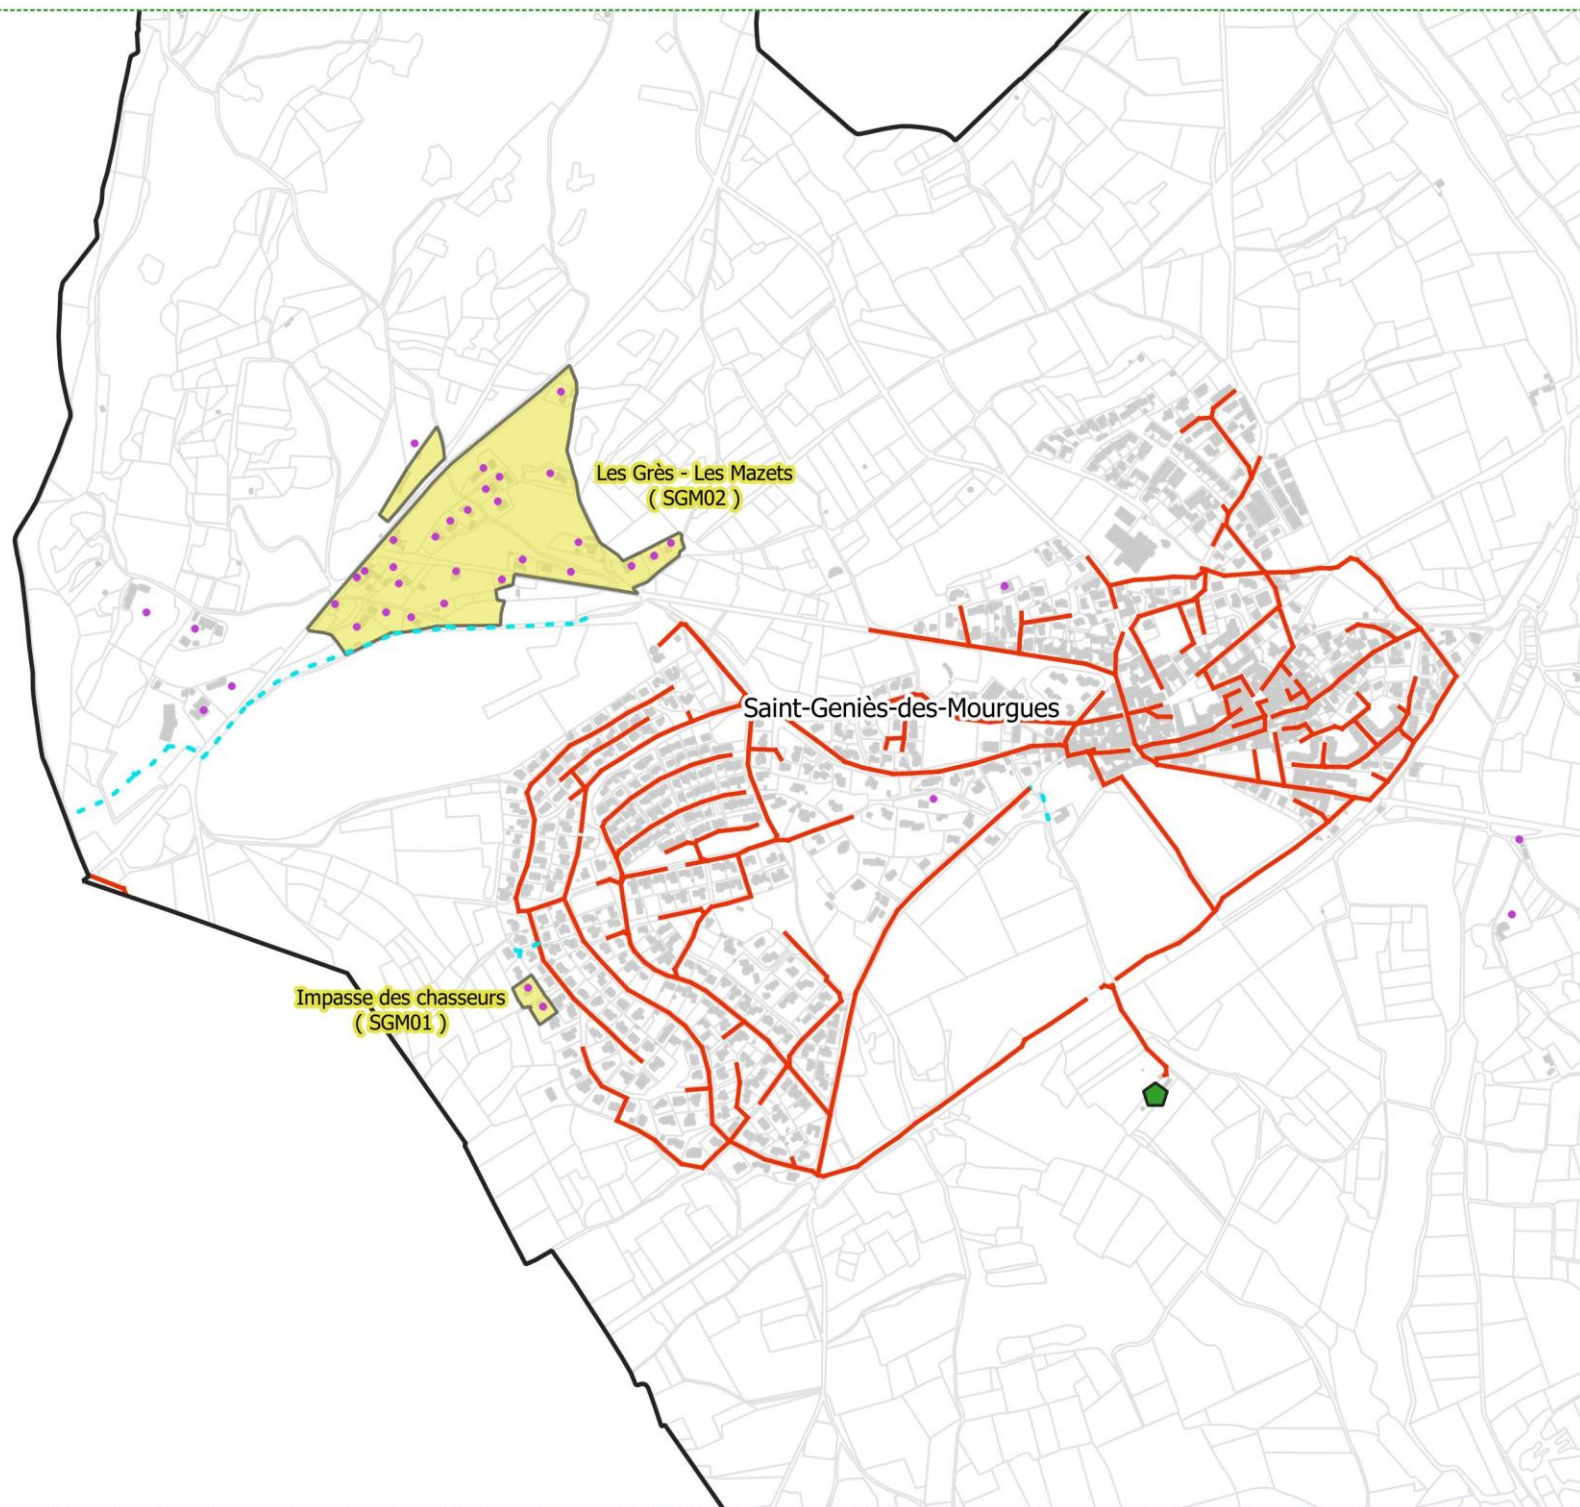 Les Grès - Les Mazets
( SGM02 )
Saint-Geniès-des-Mourgues
Impasse des chasseurs
( SGM01 )